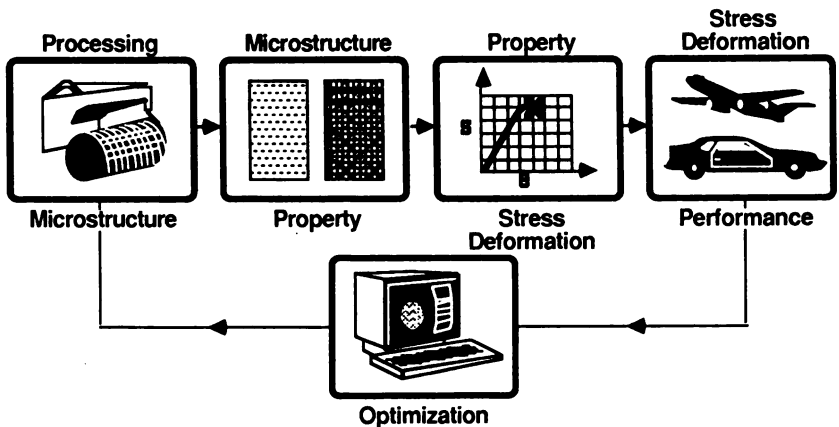 Processing
Microstructure
Microstructure
Property
Property
Stress
Deformation
Stress
Deformation
Performance
Optimization